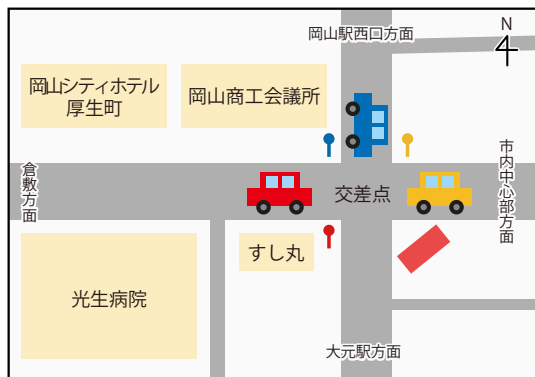 岡山駅西口方面
N
岡山シティホテル
厚生町
岡山商工会議所
倉敷方面
交差点
市内中心部方面
すし丸
光生病院
大元駅方面